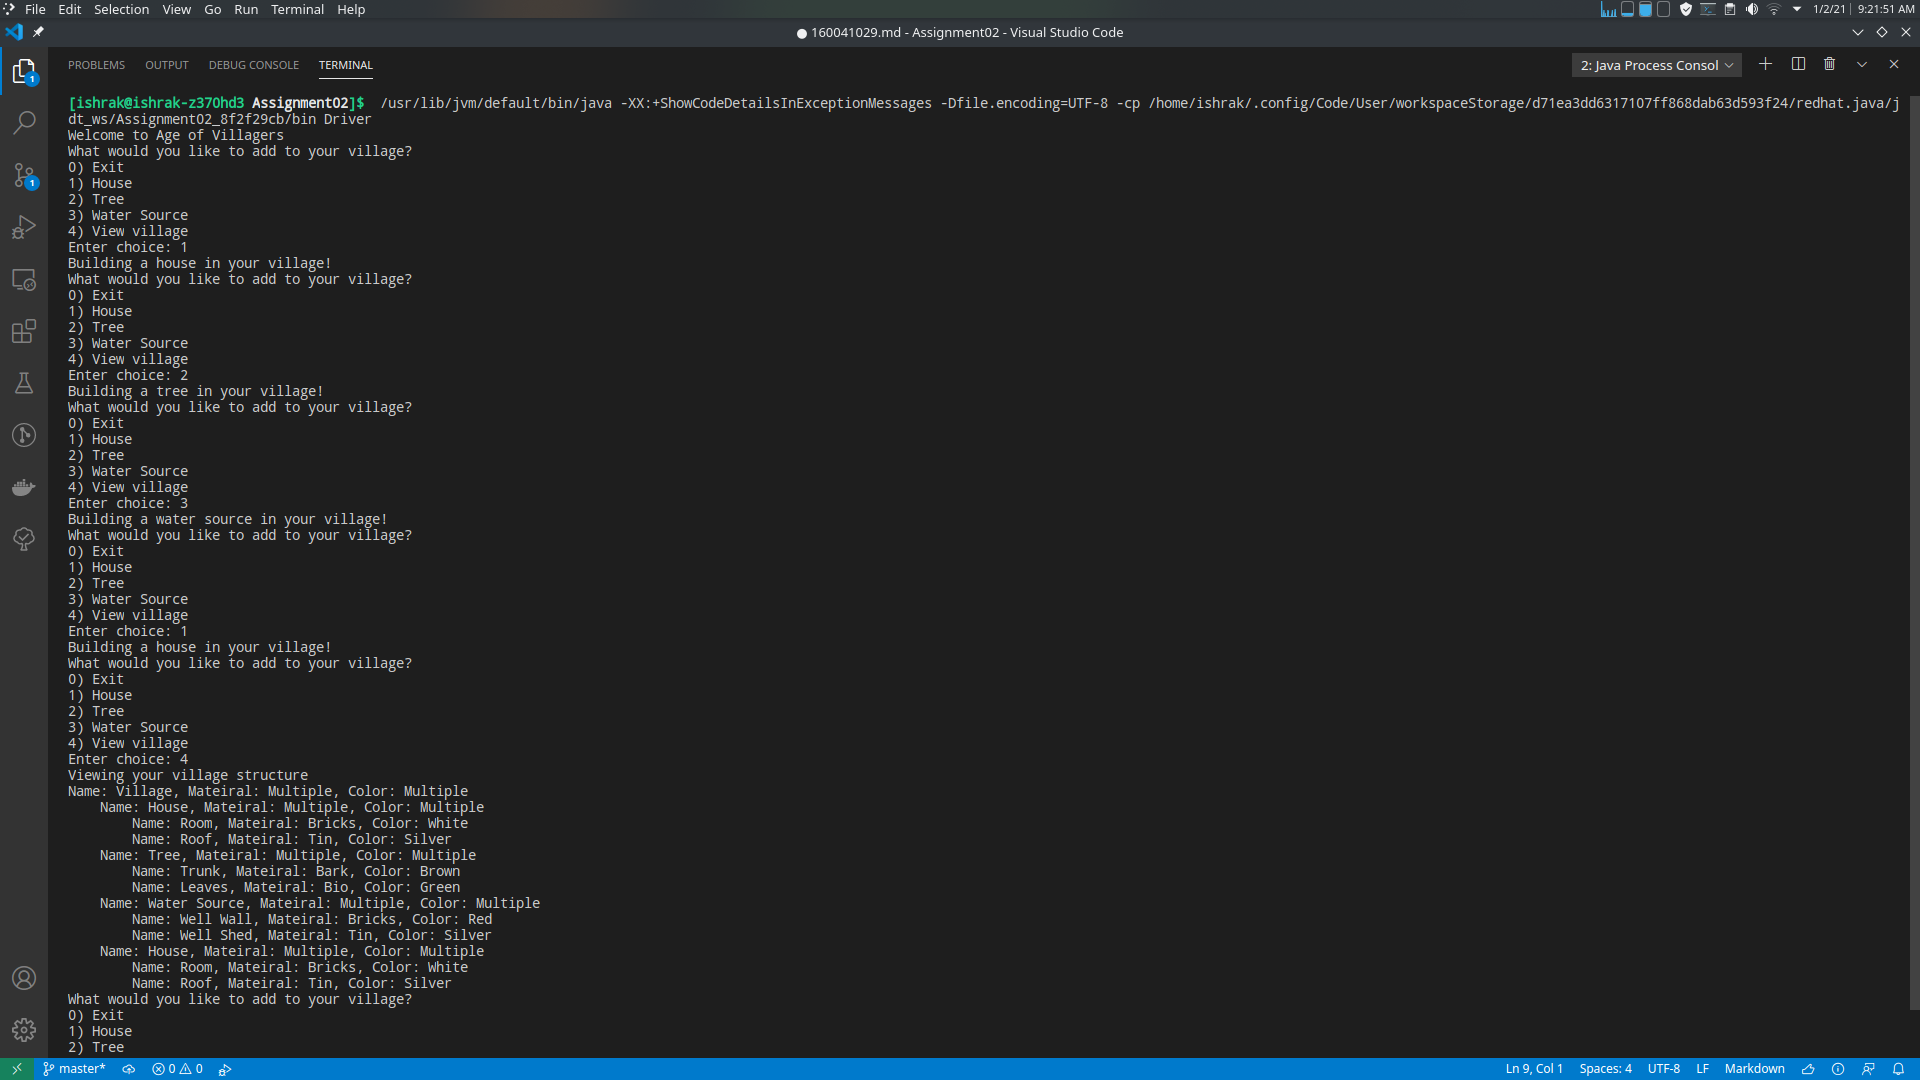 File Edit Selection View Go Run Terminal Help
1/2/21 9:21:51 AM
160041029.md - Assignment02 - Visual Studio Code
PROBLEMS OUTPUT DEBUG CONSOLE TERMINAL
2: Java Process Consol
1
1
[ishrak@ishrak-z370hd3 Assignment02]$ /usr/lib/jvm/default/bin/java -XX:+ShowCodeDetailsInExceptionMessages -Dfile.encoding=UTF-8 -cp /home/ishrak/.config/Code/User/workspaceStorage/d71ea3dd6317107ff868dab63d593f24/redhat.java/j
dt_ws/Assignment02_8f2f29cb/bin Driver
Welcome to Age of Villagers
What would you like to add to your village?
0) Exit
1) House
2) Tree
3) Water Source
4) View village
Enter choice: 1
Building a house in your village!
What would you like to add to your village?
0) Exit
1) House
2) Tree
3) Water Source
4) View village
Enter choice: 2
Building a tree in your village!
What would you like to add to your village?
0) Exit
1) House
2) Tree
3) Water Source
4) View village
Enter choice: 3
Building a water source in your village!
What would you like to add to your village?
0) Exit
1) House
2) Tree
3) Water Source
4) View village
Enter choice: 1
Building a house in your village!
What would you like to add to your village?
0) Exit
1) House
2) Tree
3) Water Source
4) View village
Enter choice: 4
Viewing your village structure
Name: Village, Mateiral: Multiple, Color: Multiple
Name: House, Mateiral: Multiple, Color: Multiple
Name: Room, Mateiral: Bricks, Color: White
Name: Roof, Mateiral: Tin, Color: Silver
Name: Tree, Mateiral: Multiple, Color: Multiple
Name: Trunk, Mateiral: Bark, Color: Brown
Name: Leaves, Mateiral: Bio, Color: Green
Name: Water Source, Mateiral: Multiple, Color: Multiple
Name: Well Wall, Mateiral: Bricks, Color: Red
Name: Well Shed, Mateiral: Tin, Color: Silver
Name: House, Mateiral: Multiple, Color: Multiple
Name: Room, Mateiral: Bricks, Color: White
Name: Roof, Mateiral: Tin, Color: Silver
What would you like to add to your village?
0) Exit
1) House
2) Tree
master* 0 0 Ln 9, Col 1 Spaces: 4 UTF-8 LF Markdown